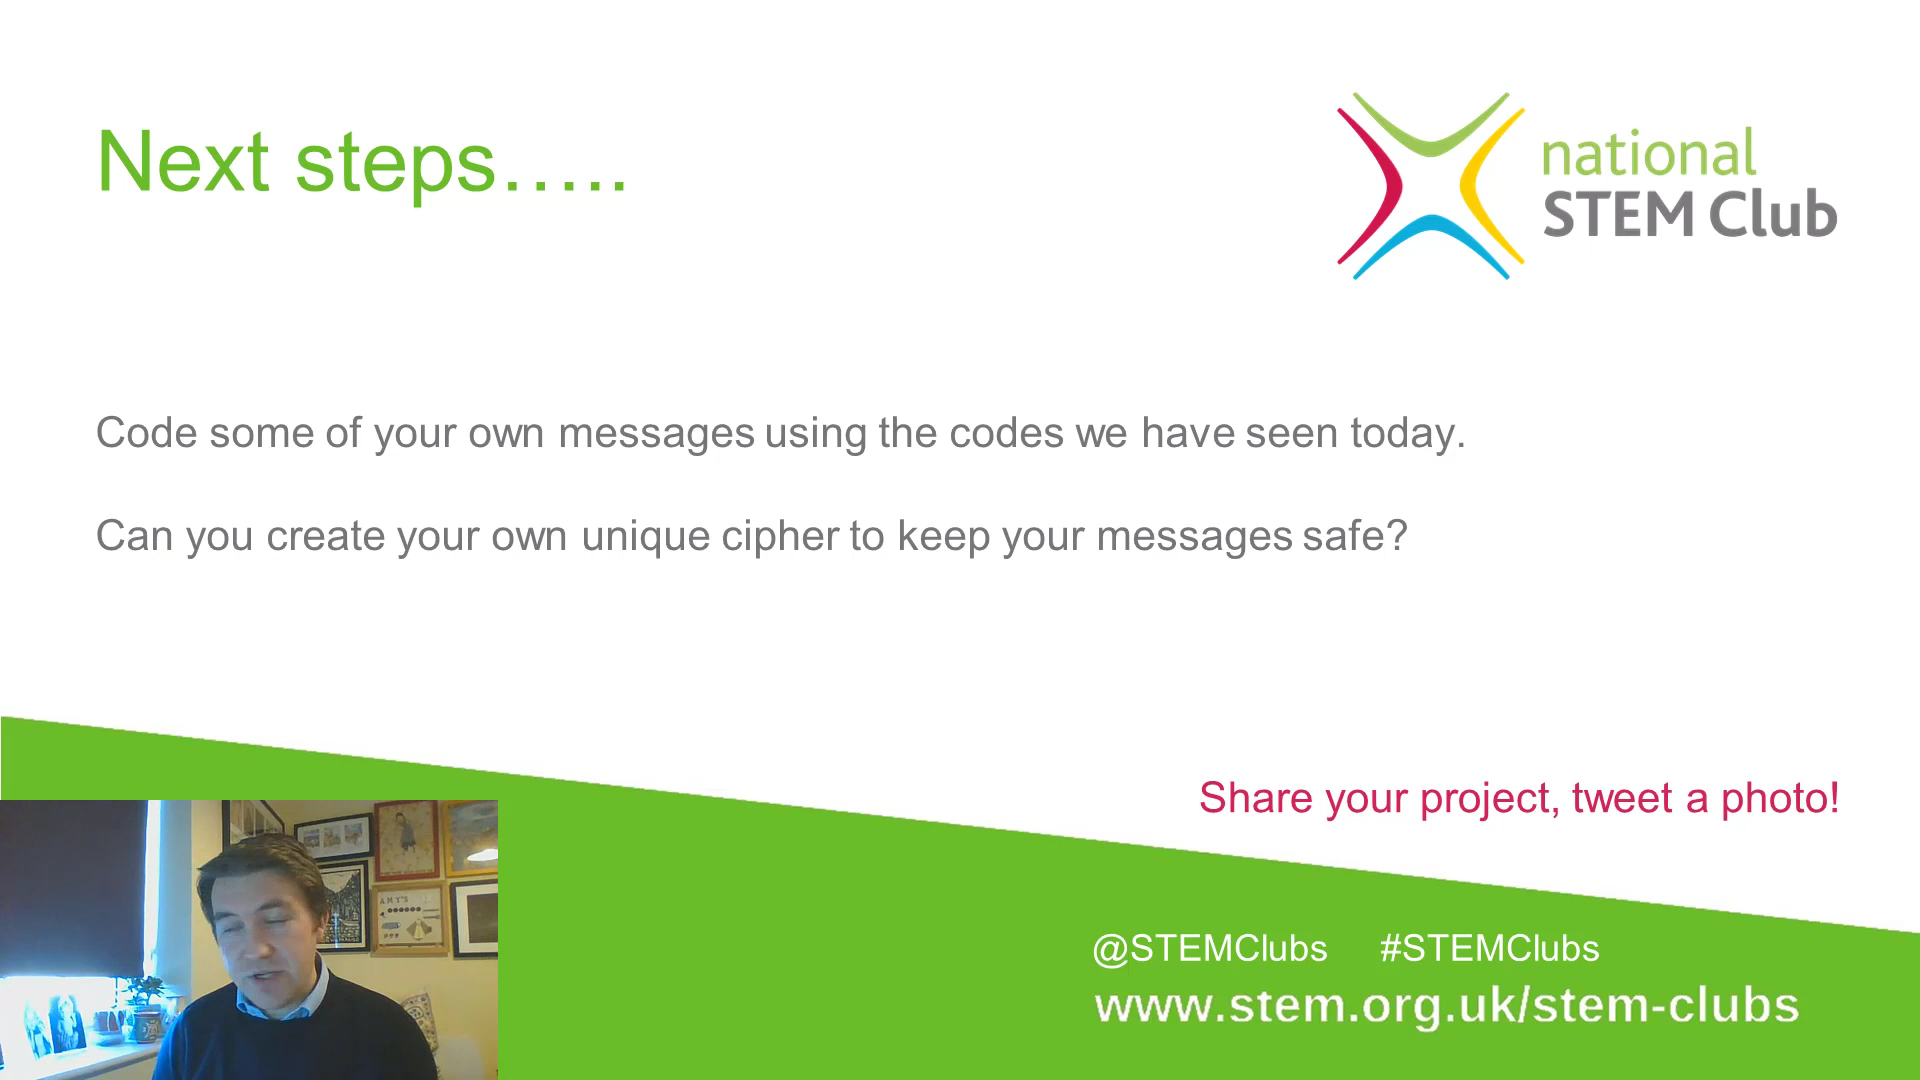 Next steps…..
national
STEM Club
Code some of your own messages using the codes we have seen today.
Can you create your own unique cipher to keep your messages safe?
Share your project, tweet a photo!
AMY'S
@STEMClubs #STEMClubs
www.stem.org.uk/stem-clubs